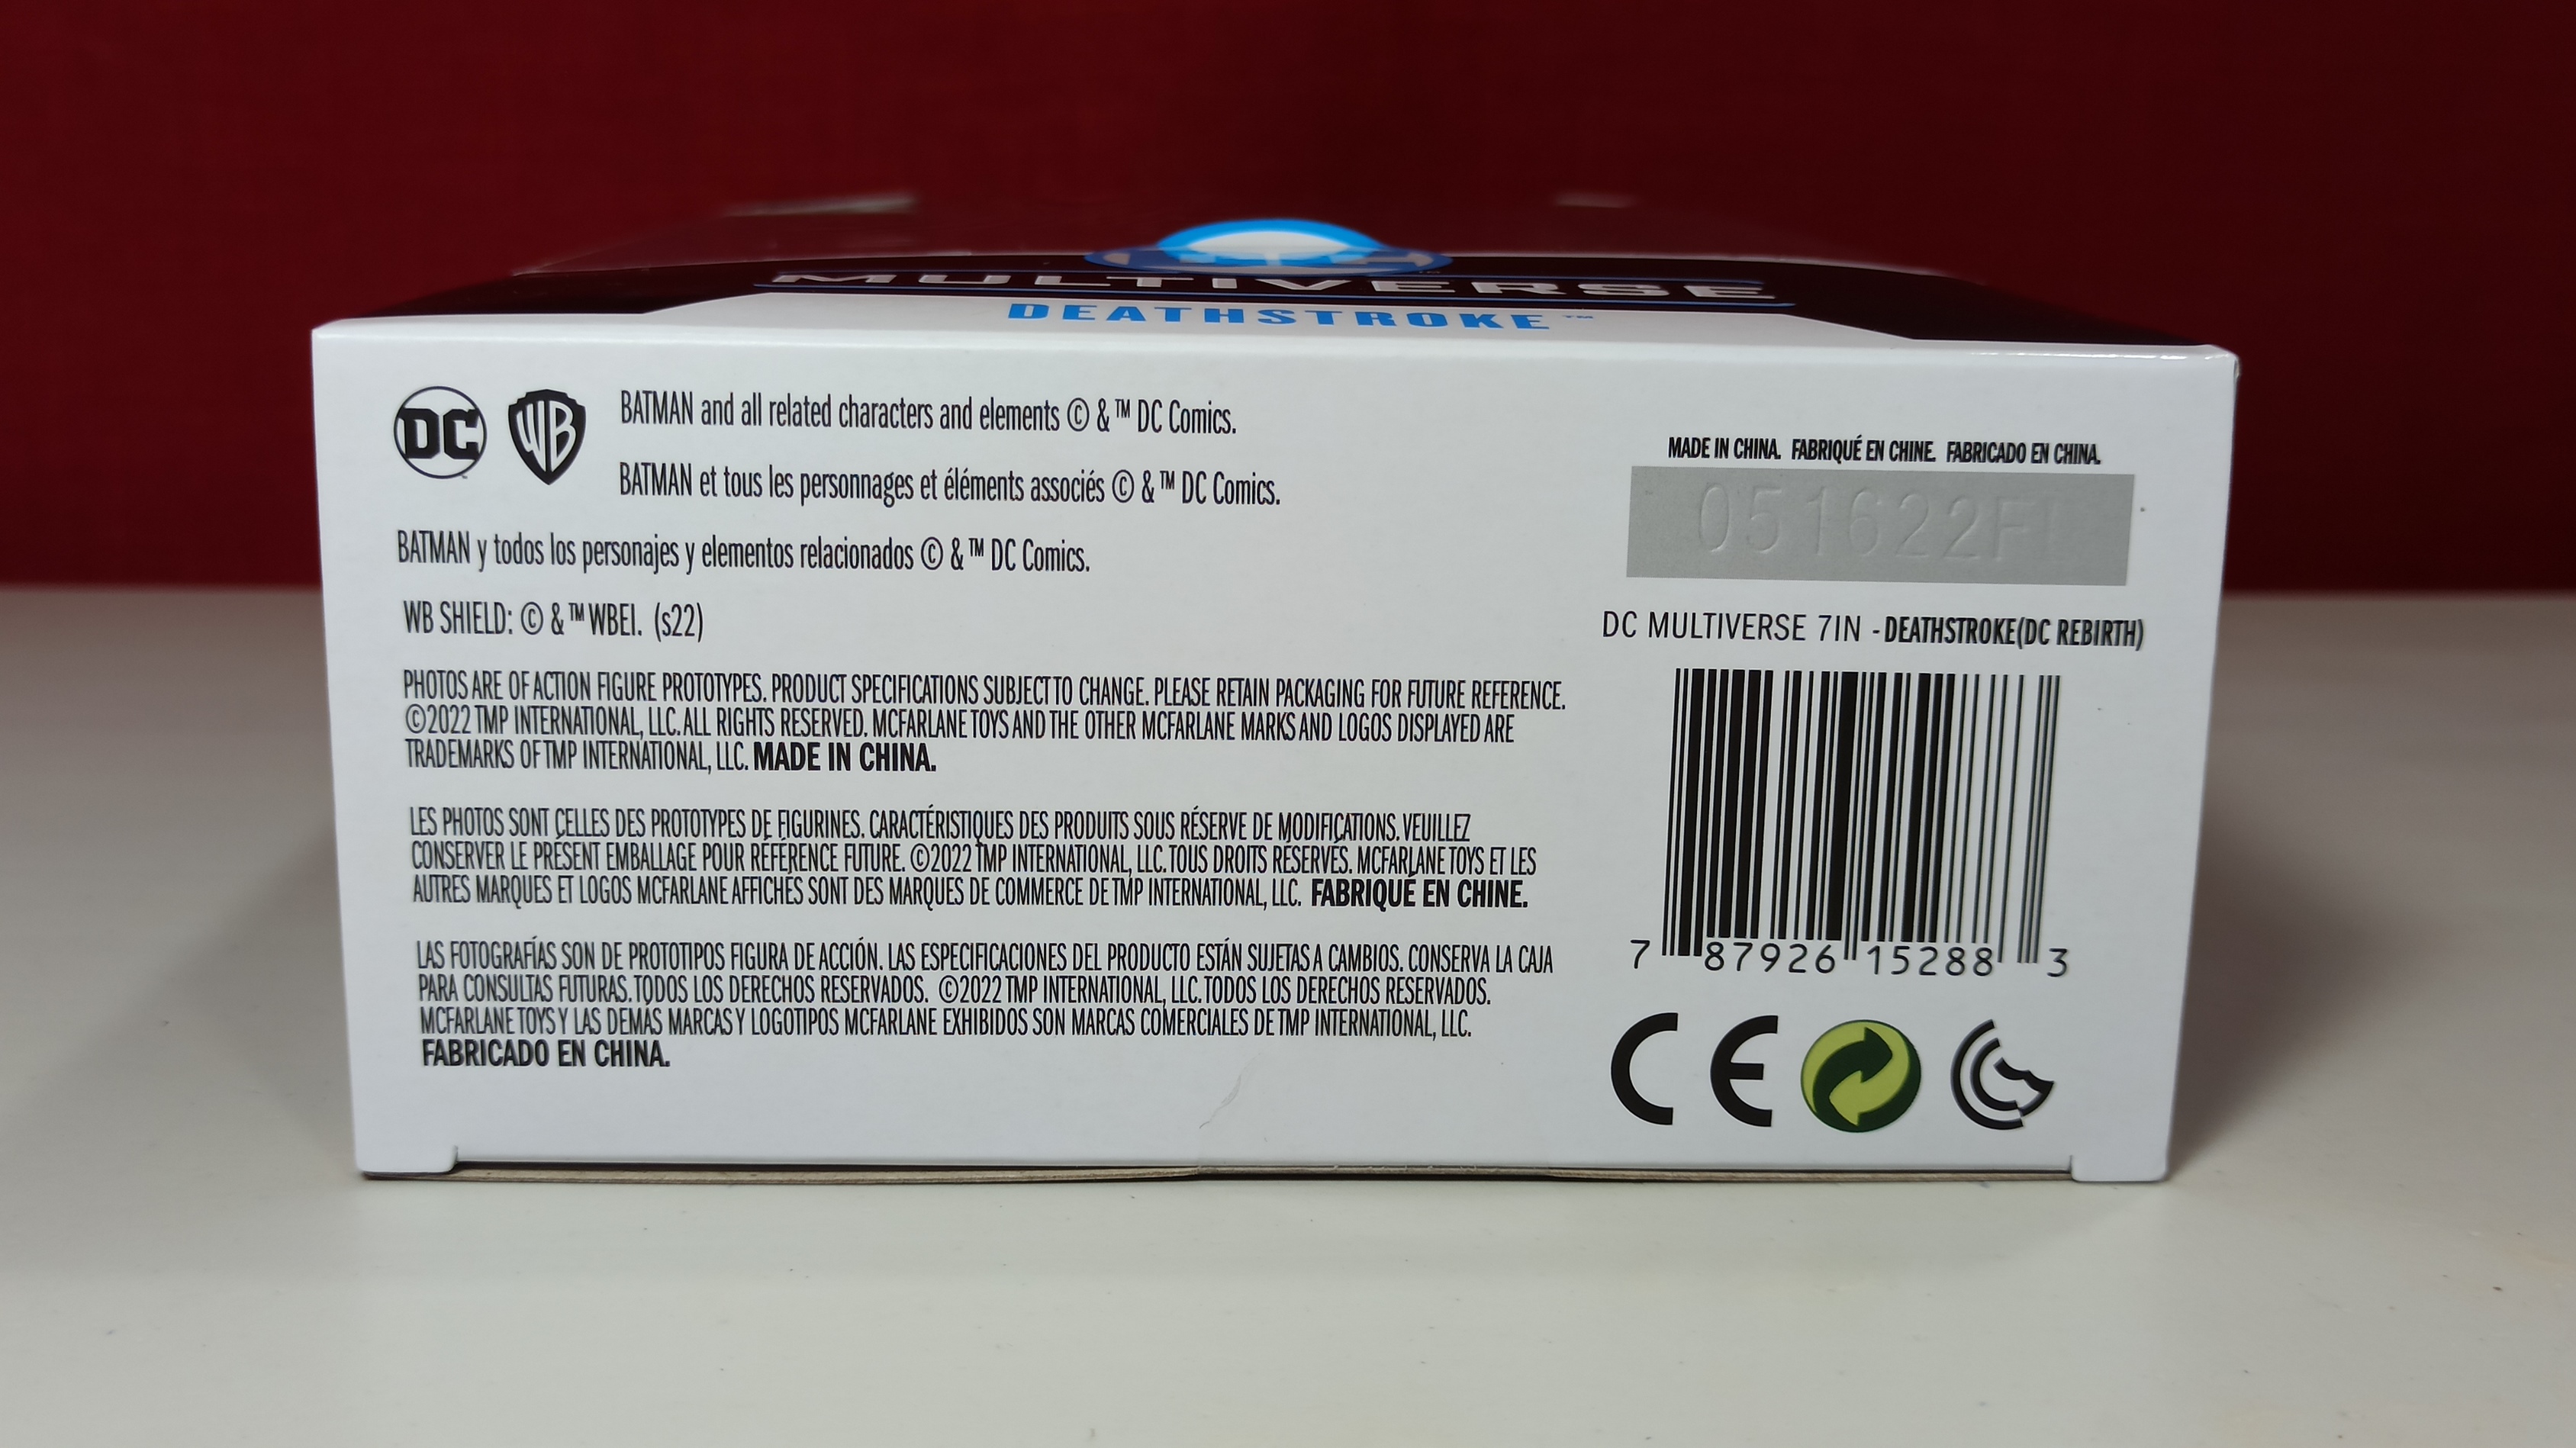 MULTIVERSE
DEATHSTROKE™
DC
WB
BATMAN and all related characters and elements © & ™ DC Comics.
BATMAN et tous les personnages et éléments associés © & ™ DC Comics.
BATMAN y todos los personajes y elementos relacionados © & ™ DC Comics.
WB SHIELD: © & ™ WBEI. (s22)
PHOTOS ARE OF ACTION FIGURE PROTOTYPES. PRODUCT SPECIFICATIONS SUBJECT TO CHANGE. PLEASE RETAIN PACKAGING FOR FUTURE REFERENCE.
©2022 TMP INTERNATIONAL, LLC. ALL RIGHTS RESERVED. MCFARLANE TOYS AND THE OTHER MCFARLANE MARKS AND LOGOS DISPLAYED ARE
TRADEMARKS OF TMP INTERNATIONAL, LLC. MADE IN CHINA.
LES PHOTOS SONT CELLES DES PROTOTYPES DE FIGURINES. CARACTÉRISTIQUES DES PRODUITS SOUS RÉSERVE DE MODIFICATIONS. VEUILLEZ
CONSERVER LE PRÉSENT EMBALLAGE POUR RÉFÉRENCE FUTURE. ©2022 TMP INTERNATIONAL, LLC. TOUS DROITS RESERVÉS. MCFARLANE TOYS ET LES
AUTRES MARQUES ET LOGOS MCFARLANE AFFICHÉS SONT DES MARQUES DE COMMERCE DE TMP INTERNATIONAL, LLC. FABRIQUÉ EN CHINE.
LAS FOTOGRAFÍAS SON DE PROTOTIPOS FIGURA DE ACCIÓN. LAS ESPECIFICACIONES DEL PRODUCTO ESTÁN SUJETAS A CAMBIOS. CONSERVA LA CAJA
PARA CONSULTAS FUTURAS. TODOS LOS DERECHOS RESERVADOS. ©2022 TMP INTERNATIONAL, LLC. TODOS LOS DERECHOS RESERVADOS.
MCFARLANE TOYS Y LAS DEMÁS MARCAS Y LOGOTIPOS MCFARLANE EXHIBIDOS SON MARCAS COMERCIALES DE TMP INTERNATIONAL, LLC.
FABRICADO EN CHINA.
MADE IN CHINA. FABRIQUÉ EN CHINE. FABRICADO EN CHINA.
DC MULTIVERSE 7IN - DEATHSTROKE(DC REBIRTH)
7 87926 15288 3
CE